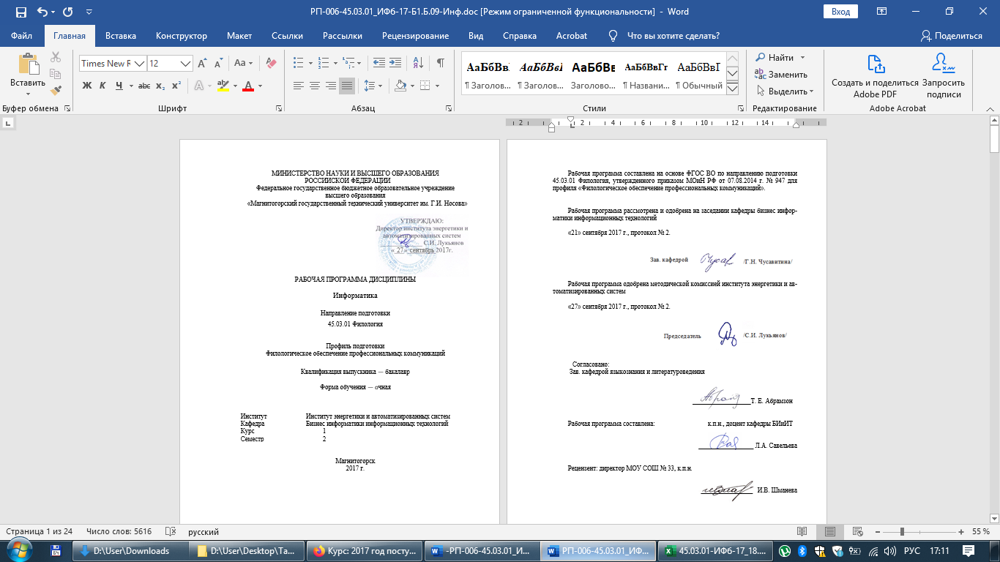 РП-006-45.03.01_ИФб-17-Б1.Б.09-Инф.doc [Режим ограниченной функциональности] - Word
Вход
Файл Главная Вставка Конструктор Макет Ссылки Рассылки Рецензирование Вид Справка Acrobat Что вы хотите сделать? Поделиться
Вставить
Буфер обмена
Times New R 12
Ж К Ч abc x₂ x²
Шрифт
Абзац
АаБбВв. АаБбВвІ АаБбВв АаБбВвГг АаБбВвГ
¶ Заголов... ¶ Заголов... Заголово... ¶ Названи... ¶ Обычный
Стили
Найти
Заменить
Выделить
Редактирование
Создать и поделиться Adobe PDF
Запросить подписи
Adobe Acrobat
2 2 4 6 8 10 12 14
МИНИСТЕРСТВО НАУКИ И ВЫСШЕГО ОБРАЗОВАНИЯ
РОССИЙСКОЙ ФЕДЕРАЦИИ
Федеральное государственное бюджетное образовательное учреждение
высшего образования
«Магнитогорский государственный технический университет им. Г.И. Носова»
УТВЕРЖДАЮ:
Директор института энергетики и
автоматизированных систем
С.И. Лукьянов
« 27» сентябрь 2017г.
РАБОЧАЯ ПРОГРАММА ДИСЦИПЛИНЫ
Информатика
Направление подготовки
45.03.01 Филология
Профиль подготовки
Филологическое обеспечение профессиональных коммуникаций
Квалификация выпускника — бакалавр
Форма обучения — очная
Институт Институт энергетики и автоматизированных систем
Кафедра Бизнес информатики информационных технологий
Курс 1
Семестр 2
Магнитогорск
2017 г.
Рабочая программа составлена на основе ФГОС ВО по направлению подготовки
45.03.01 Филология, утвержденного приказом МОиН РФ от 07.08.2014 г. № 947 для
профиля «Филологическое обеспечение профессиональных коммуникаций».
Рабочая программа рассмотрена и одобрена на заседании кафедры бизнес инфор-
матики информационных технологий
«21» сентября 2017 г., протокол № 2.
Зав. кафедрой /Г.Н. Чусавитина/
Рабочая программа одобрена методической комиссией института энергетики и ав-
томатизированных систем
«27» сентября 2017 г., протокол № 2.
Председатель /С.И. Лукьянов/
Согласовано:
Зав. кафедрой языкознания и литературоведения
Т. Е. Абрамзон
Рабочая программа составлена: к.п.н., доцент кафедры БИиИТ
Л.А. Савельева
Рецензент: директор МОУ СОШ № 33, к.п.н.
И.В. Шманева
Страница 1 из 24 Число слов: 5616 русский 55 %
D:\User\Downloads D:\User\Desktop\Та... Курс: 2017 год посту... -РП-006-45.03.01_И... РП-006-45.03.01_ИФ... 45.03.01-ИФб-17_18.... РУС 17:11